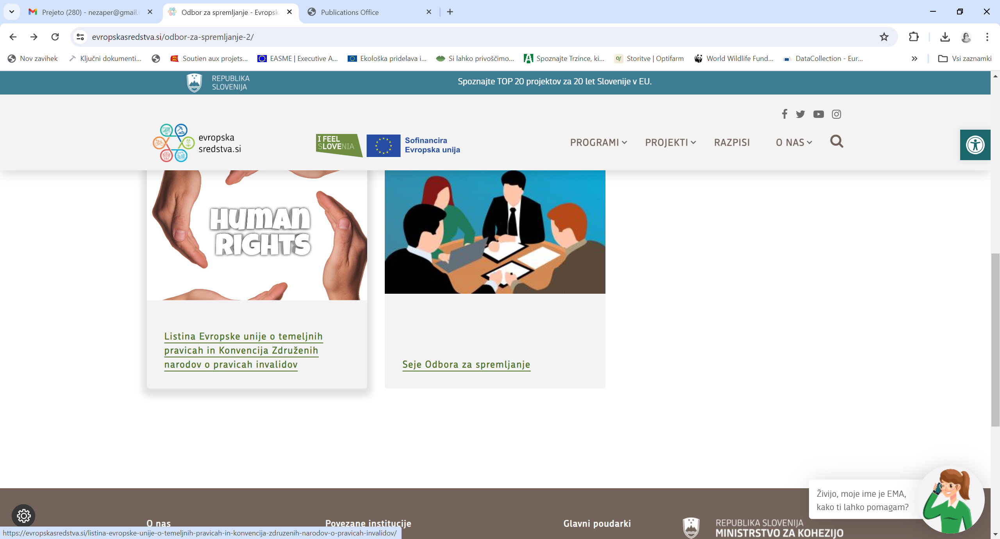 Prejeto (280) - nezaper@gmail.
Odbor za spremljanje - Evropsk
Publications Office
evropskasredstva.si/odbor-za-spremljanje-2/
Nov zavihek
Ključni dokumenti...
Soutien aux projets...
EASME | Executive A...
Ekološka pridelava i...
Si lahko privoščimo...
Spoznajte Trzince, ki...
Of
Storitve | Optifarm
World Wildlife Fund...
DataCollection - Eur...
»
Vsi zaznamki
REPUBLIKA
SLOVENIJA
Spoznajte TOP 20 projektov za 20 let Slovenije v EU.
evropska
sredstva.si
I FEEL
SLOVENIA
Sofinancira
Evropska unija
PROGRAMI
PROJEKTI
RAZPISI
O NAS
HUMAN
RIGHTS
Listina Evropske unije o temeljnih
pravicah in Konvencija Združenih
narodov o pravicah invalidov
Seje Odbora za spremljanje
Živijo, moje ime je EMA,
kako ti lahko pomagam?
O nas
Povezane institucije
Glavni poudarki
REPUBLIKA SLOVENIJA
MINISTRSTVO ZA KOHEZIJO
https://evropskasredstva.si/listina-evropske-unije-o-temeljnih-pravicah-in-konvencija-zdruzenih-narodov-o-pravicah-invalidov/